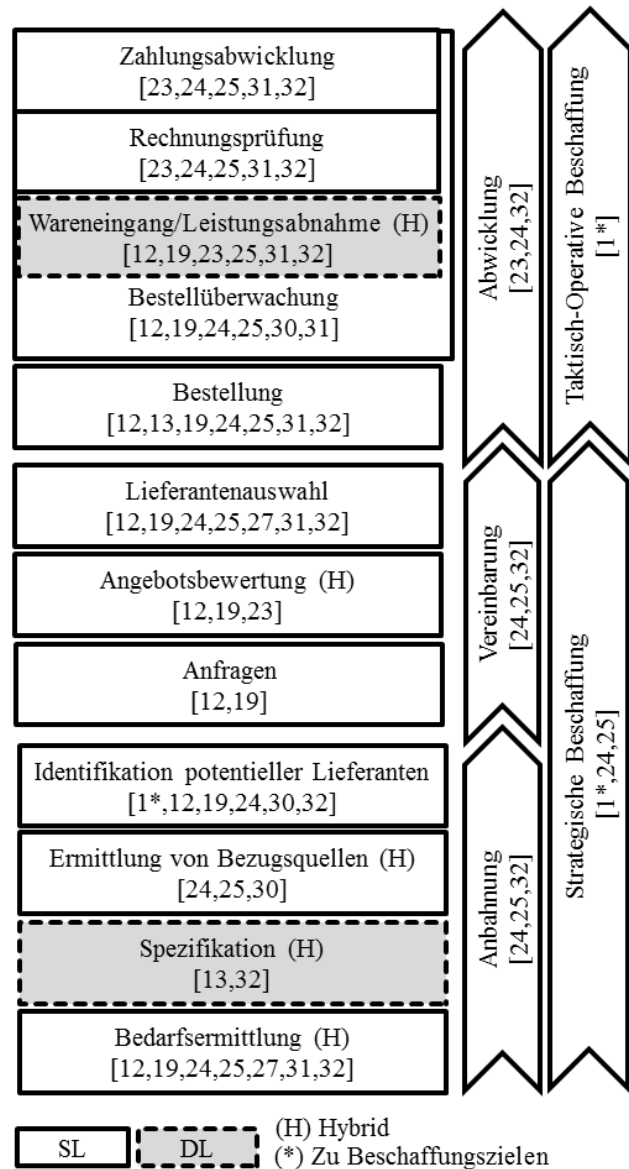 Zahlungsabwicklung
[23,24,25,31,32]
Rechnungsprüfung
[23,24,25,31,32]
Wareneingang/Leistungsabnahme (H)
[12,19,23,25,31,32]
Bestellüberwachung
[12,19,24,25,30,31]
Bestellung
[12,13,19,24,25,31,32]
Lieferantenauswahl
[12,19,24,25,27,31,32]
Angebotsbewertung (H)
[12,19,23]
Anfragen
[12,19]
Identifikation potentieller Lieferanten
[1*,12,19,24,30,32]
Ermittlung von Bezugsquellen (H)
[24,25,30]
Spezifikation (H)
[13,32]
Bedarfsermittlung (H)
[12,19,24,25,27,31,32]
Abwicklung
[23,24,32]
Vereinbarung
[24,25,32]
Anbahnung
[24,25,32]
Taktisch-Operative Beschaffung
[1*]
Strategische Beschaffung
[1*,24,25]
SL
DL
(H) Hybrid
(*) Zu Beschaffungszielen